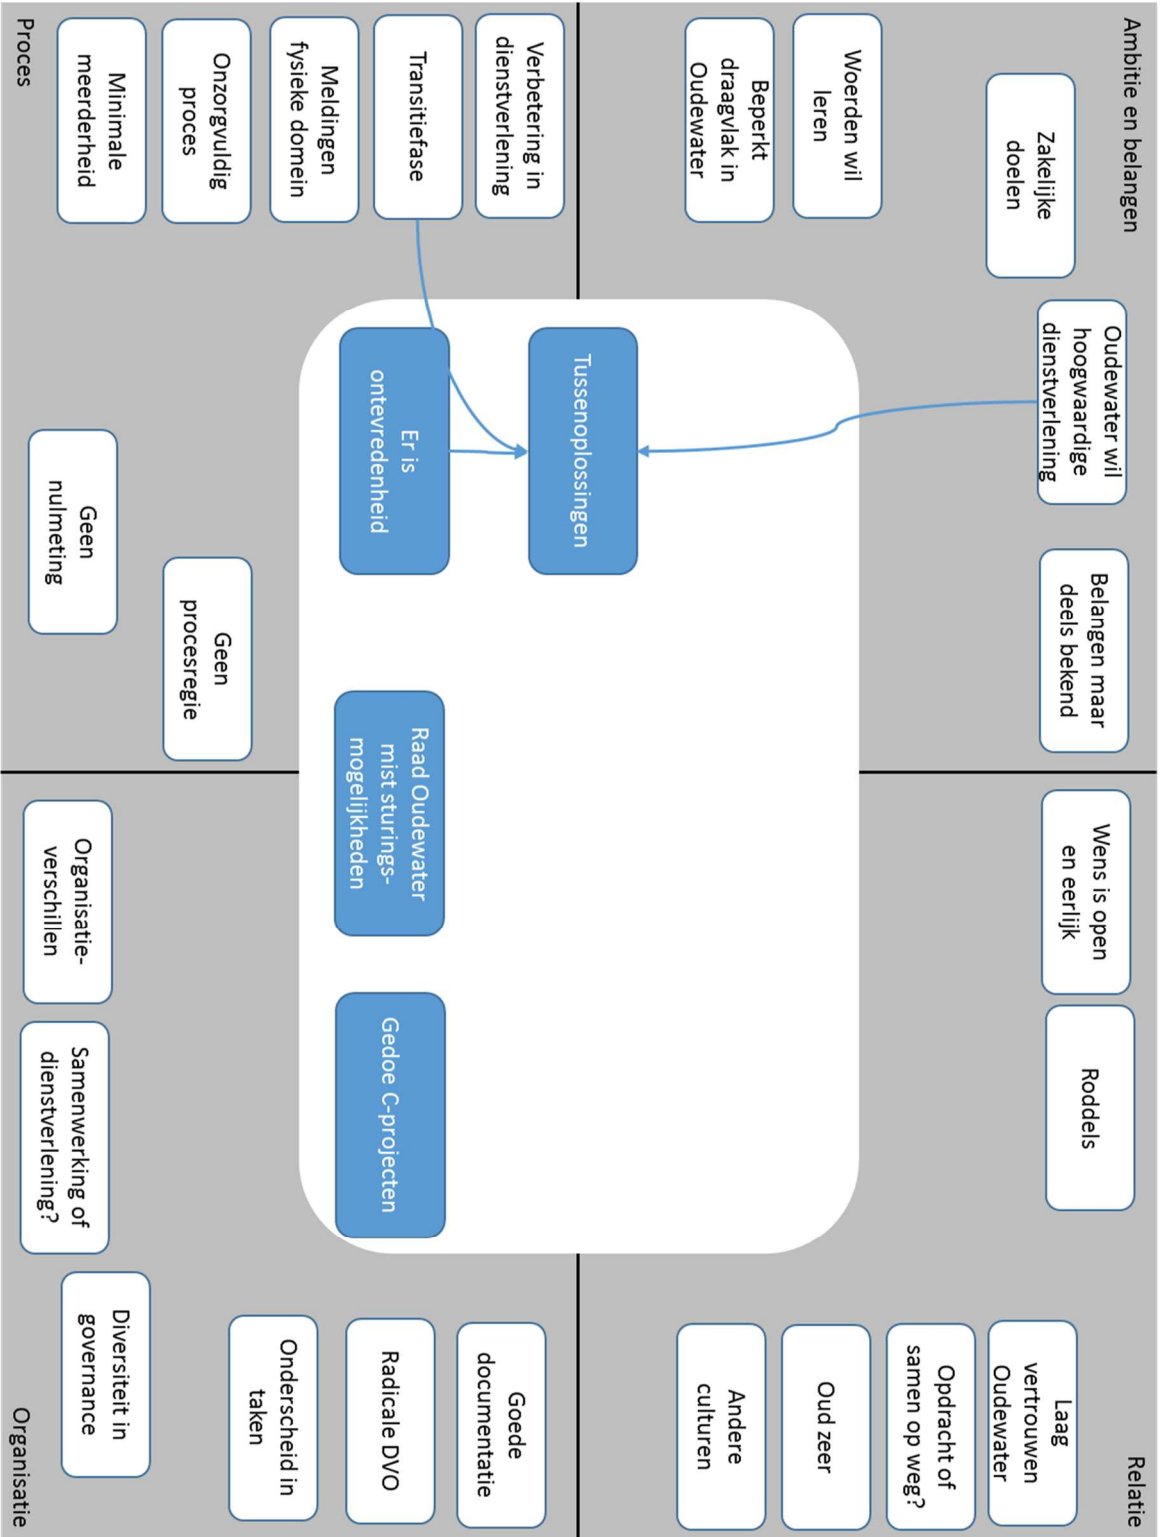 Ambitie en belangen
Zakelijke
doelen
Oudewater wil
hoogwaardige
dienstverlening
Belangen maar
deels bekend
Woerden wil
leren
Beperkt
draagvlak in
Oudewater
Relatie
Wens is open
en eerlijk
Roddels
Laag
vertrouwen
Oudewater
Opdracht of
samen op weg?
Oud zeer
Andere
culturen
Tussenoplossingen
Er is
ontevredenheid
Raad Oudewater
mist sturings-
mogelijkheden
Gedoe C-projecten
Verbetering in
dienstverlening
Transitiefase
Meldingen
fysieke domein
Onzorgvuldig
proces
Minimale
meerderheid
Geen
procesregie
Geen
nulmeting
Proces
Goede
documentatie
Radicale DVO
Onderscheid in
taken
Diversiteit in
governance
Organisatie-
verschillen
Samenwerking of
dienstverlening?
Organisatie